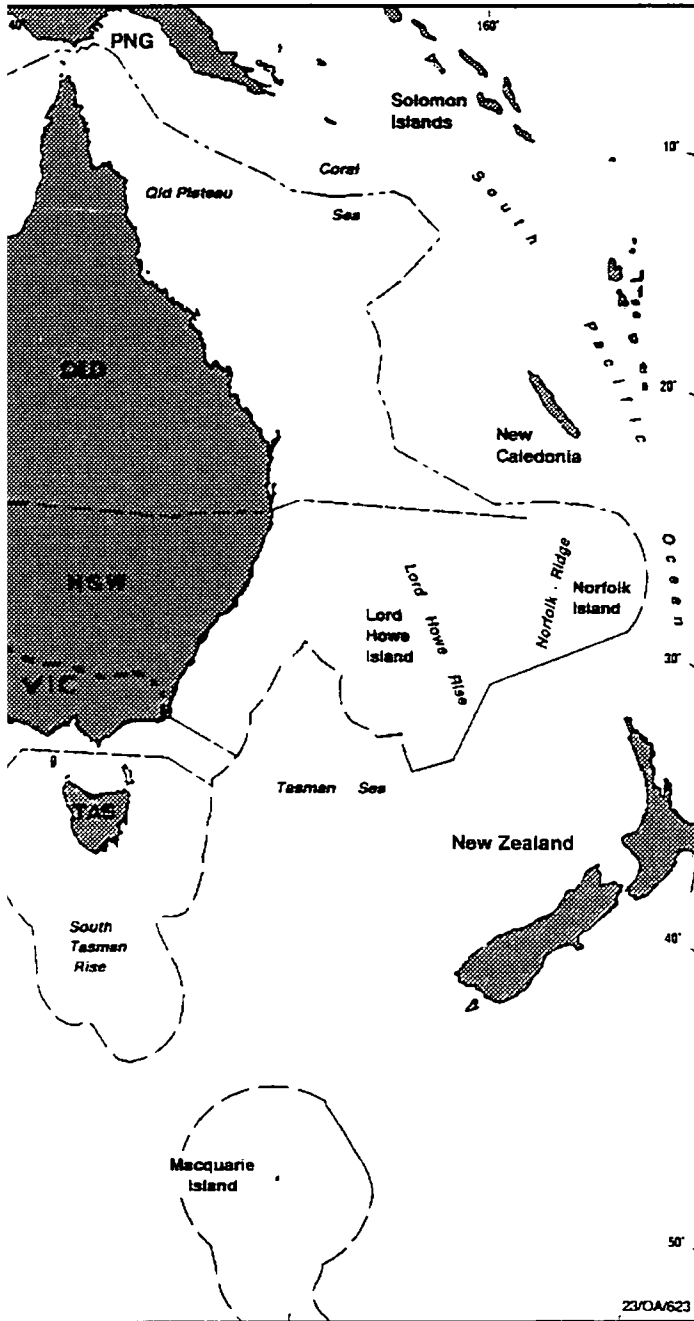 40°
PNG
160°
Solomon
Islands
10°
Coral
Sea
Qld Plateau
South
Pacific
Ocean
QLD
20°
New
Caledonia
NSW
Lord Howe Rise
Norfolk - Ridge
Norfolk
Island
Lord
Howe
Island
30°
VIC
Tasman Sea
TAS
New Zealand
South
Tasman
Rise
40°
Macquarie
Island
50°
23/OA/623